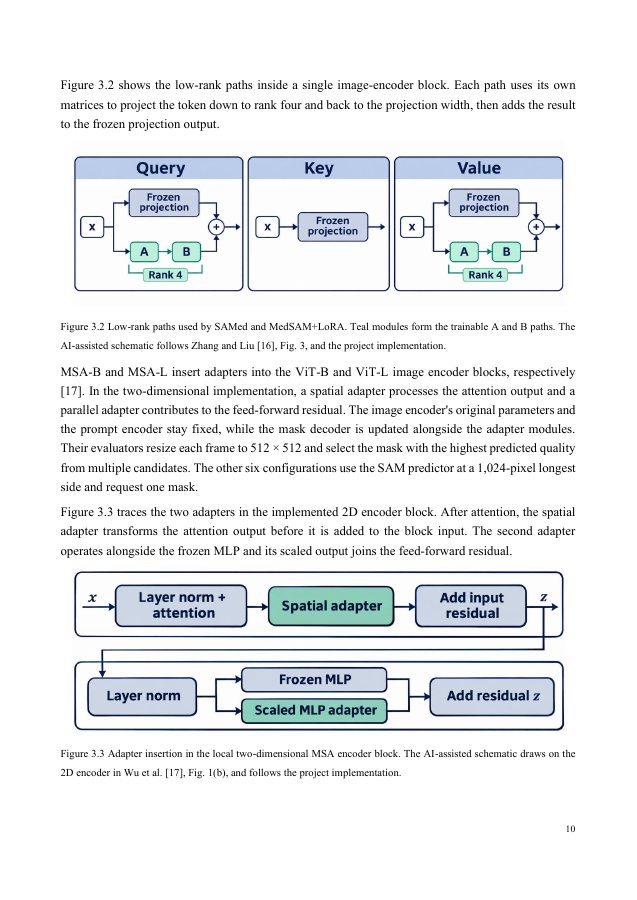 Figure 3.2 shows the low-rank paths inside a single image-encoder block. Each path uses its own
matrices to project the token down to rank four and back to the projection width, then adds the result
to the frozen projection output.
Query
Key
Value
Frozen
projection
x
+
A
B
Rank 4
x
Frozen
projection
Frozen
projection
x
+
A
B
Rank 4
Figure 3.2 Low-rank paths used by SAMed and MedSAM+LoRA. Teal modules form the trainable A and B paths. The
AI-assisted schematic follows Zhang and Liu [16], Fig. 3, and the project implementation.
MSA-B and MSA-L insert adapters into the ViT-B and ViT-L image encoder blocks, respectively
[17]. In the two-dimensional implementation, a spatial adapter processes the attention output and a
parallel adapter contributes to the feed-forward residual. The image encoder's original parameters and
the prompt encoder stay fixed, while the mask decoder is updated alongside the adapter modules.
Their evaluators resize each frame to 512 × 512 and select the mask with the highest predicted quality
from multiple candidates. The other six configurations use the SAM predictor at a 1,024-pixel longest
side and request one mask.
Figure 3.3 traces the two adapters in the implemented 2D encoder block. After attention, the spatial
adapter transforms the attention output before it is added to the block input. The second adapter
operates alongside the frozen MLP and its scaled output joins the feed-forward residual.
x
Layer norm +
attention
Spatial adapter
Add input
residual
z
Layer norm
Frozen MLP
Scaled MLP adapter
Add residual z
Figure 3.3 Adapter insertion in the local two-dimensional MSA encoder block. The AI-assisted schematic draws on the
2D encoder in Wu et al. [17], Fig. 1(b), and follows the project implementation.
10